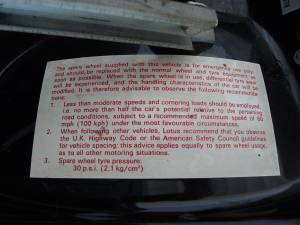 The spare wheel supplied with this vehicle is for emergency use only
and should be replaced with the normal wheel and tyre equipment as
soon as possible. When the spare wheel is in use, different tyre sizes
will be experienced, and the handling characteristics of the car will be
modified. It is therefore advisable to observe the following recommenda-
tions:
1. Less than moderate speeds and cornering loads should be employed,
i.e. no more than half the car's potential relative to the pertaining
road conditions, subject to a recommended maximum speed of 60
mph (100 kph) under the most favourable circumstances.
2. When following other vehicles, Lotus recommend that you observe
the U.K. Highway Code or the American Safety Council guidelines
for vehicle spacing; this advice applies equally to spare wheel usage,
as to all other motoring situations.
3. Spare wheel tyre pressure:
30 p.s.i. (2.1 kg/cm²)